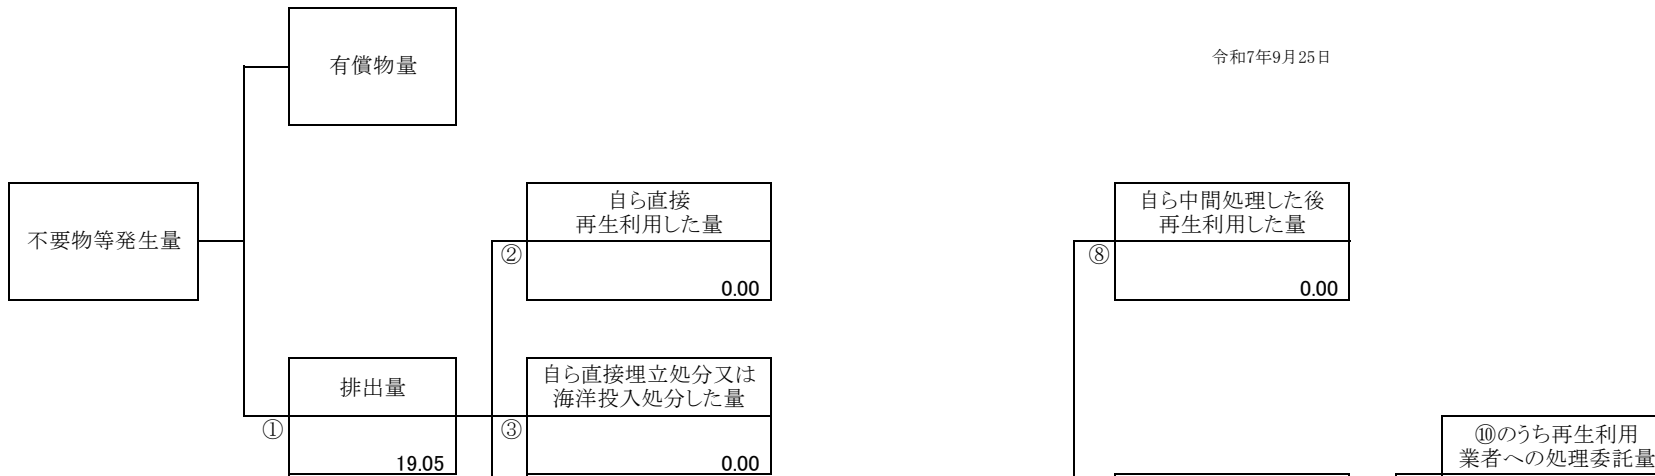 有償物量
令和7年9月25日
不要物等発生量
自ら直接
再生利用した量
②
0.00
自ら中間処理した後
再生利用した量
⑧
0.00
排出量
①
19.05
自ら直接埋立処分又は
海洋投入処分した量
③
0.00
⑩のうち再生利用
業者への処理委託量